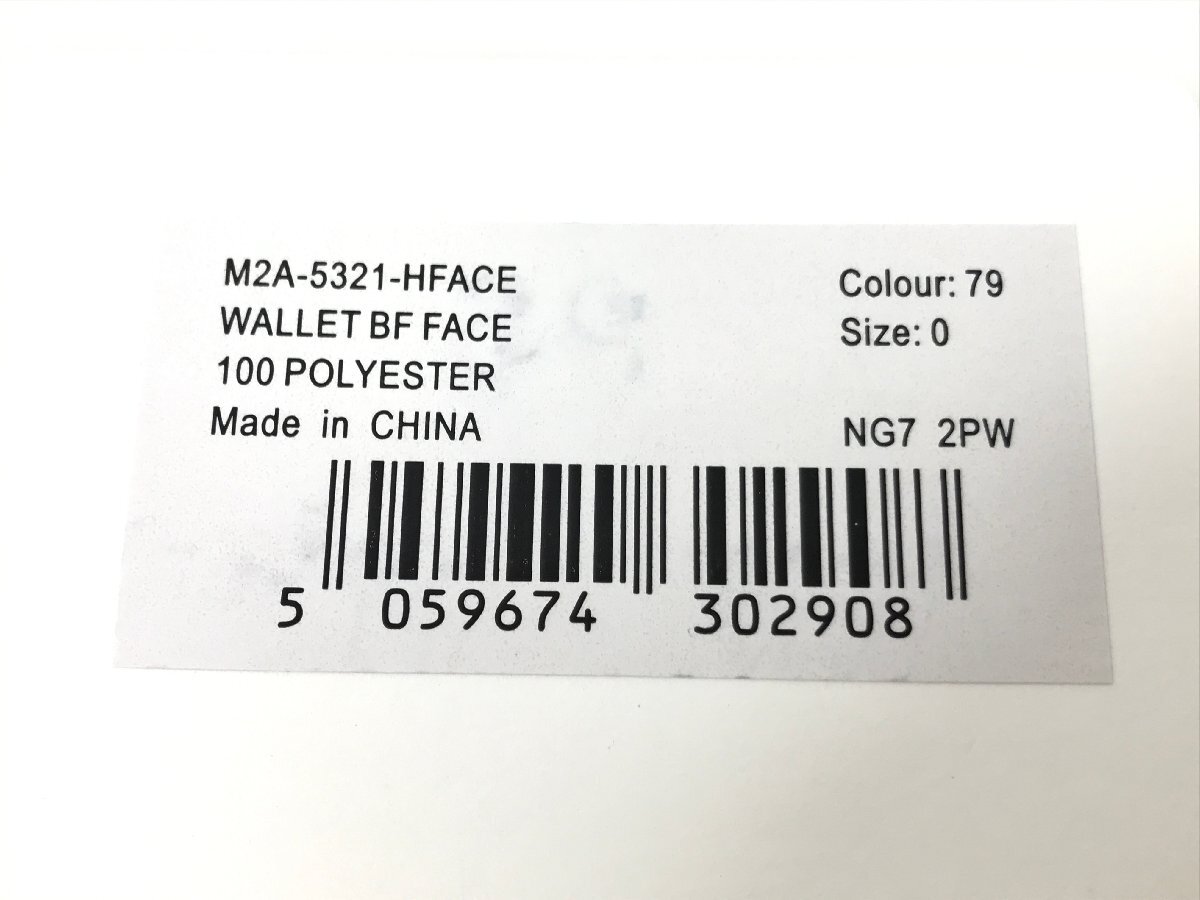 M2A-5321-HFACE
WALLET BF FACE
100 POLYESTER
Made in CHINA
Colour: 79
Size: 0
NG7 2PW
5 059674 302908